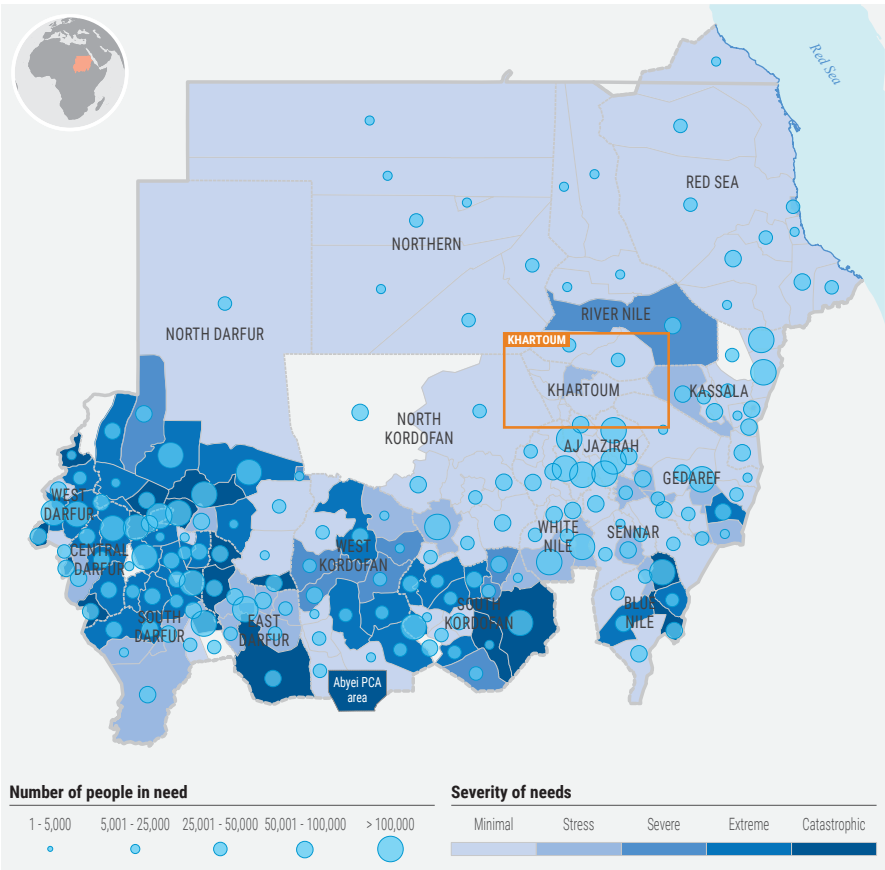 Red Sea
RED SEA
NORTHERN
NORTH DARFUR
RIVER NILE
KHARTOUM
KHARTOUM
KASSALA
NORTH
KORDOFAN
AJ JAZIRAH
GEDAREF
WEST
DARFUR
WHITE
NILE
SENNAR
CENTRAL
DARFUR
WEST
KORDOFAN
SOUTH
DARFUR
EAST
DARFUR
SOUTH
KORDOFAN
BLUE
NILE
Abyei PCA
area
Number of people in need
1 - 5,000 5,001 - 25,000 25,001 - 50,000 50,001 - 100,000 > 100,000
Severity of needs
Minimal Stress Severe Extreme Catastrophic